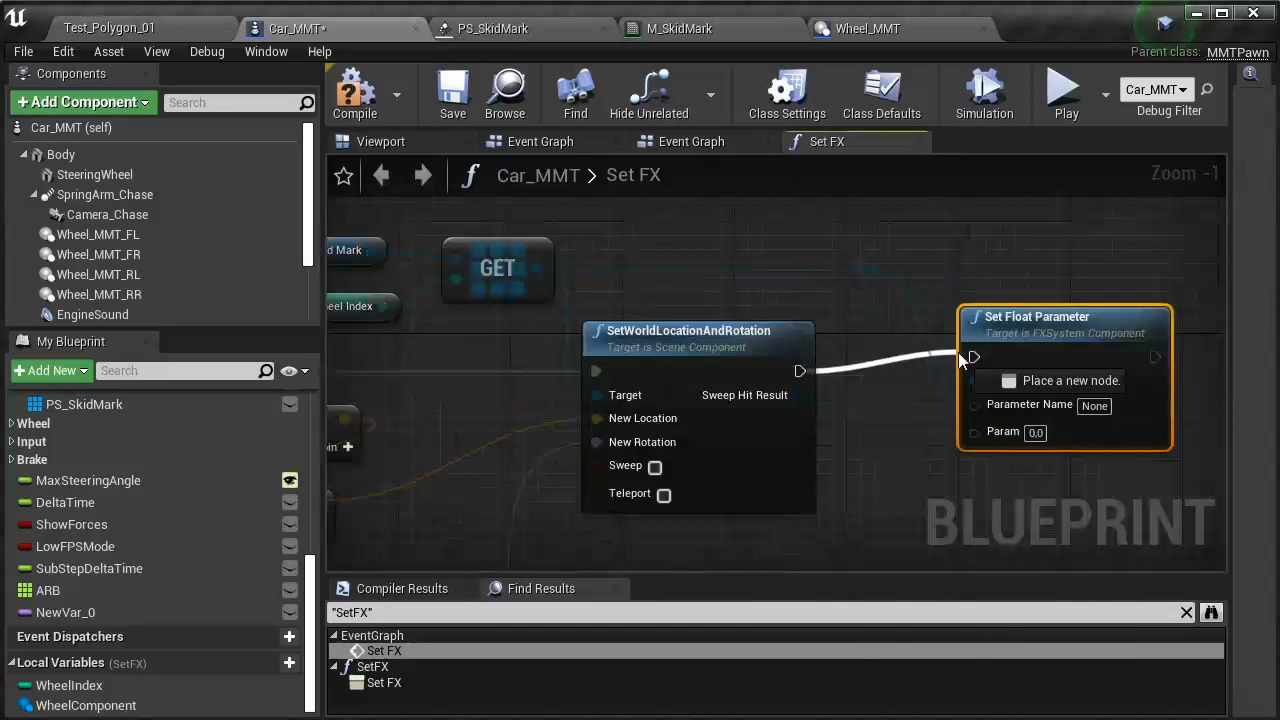 Test_Polygon_01
Car_MMT*
PS_SkidMark
M_SkidMark
Wheel_MMT
File Edit Asset View Debug Window Help
Parent class: MMTPawn
Components
+ Add Component
Search
Car_MMT (self)
Body
SteeringWheel
SpringArm_Chase
Camera_Chase
Wheel_MMT_FL
Wheel_MMT_FR
Wheel_MMT_RL
Wheel_MMT_RR
EngineSound
My Blueprint
+ Add New
Search
PS_SkidMark
Wheel
Input
Brake
MaxSteeringAngle
DeltaTime
ShowForces
LowFPSMode
SubStepDeltaTime
ARB
NewVar_0
Event Dispatchers
Local Variables (SetFX)
WheelIndex
WheelComponent
Compile
Save
Browse
Find
Hide Unrelated
Class Settings
Class Defaults
Simulation
Play
Car_MMT
Debug Filter
Viewport
Event Graph
Event Graph
Set FX
Car_MMT > Set FX
Zoom -1
d Mark
eel Index
in +
GET
SetWorldLocationAndRotation
Target is Scene Component
Target
Sweep Hit Result
New Location
New Rotation
Sweep
Teleport
Set Float Parameter
Target is FXSystem Component
Place a new node.
Parameter Name None
Param 0,0
BLUEPRINT
Compiler Results
Find Results
"SetFX"
EventGraph
Set FX
SetFX
Set FX